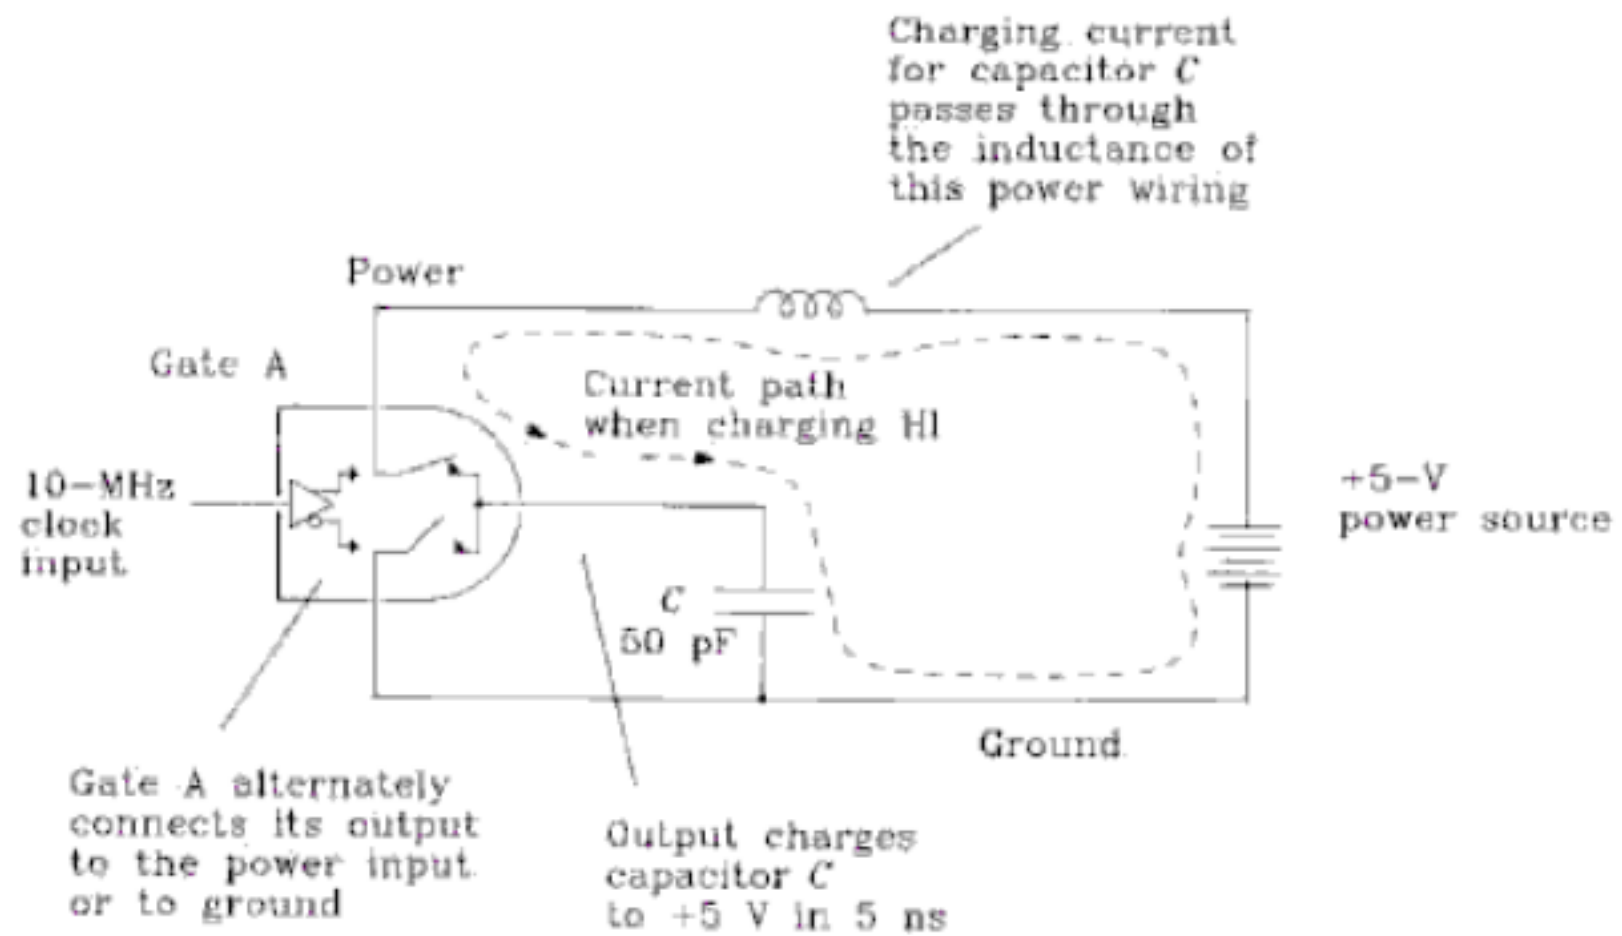 Charging current
for capacitor C
passes through
the inductance of
this power wiring
Power
Gate A
Current path
when charging HI
10-MHz
clock
input
+5-V
power source
C
50 pF
Ground
Gate A alternately
connects its output
to the power input
or to ground
Output charges
capacitor C
to +5 V in 5 ns